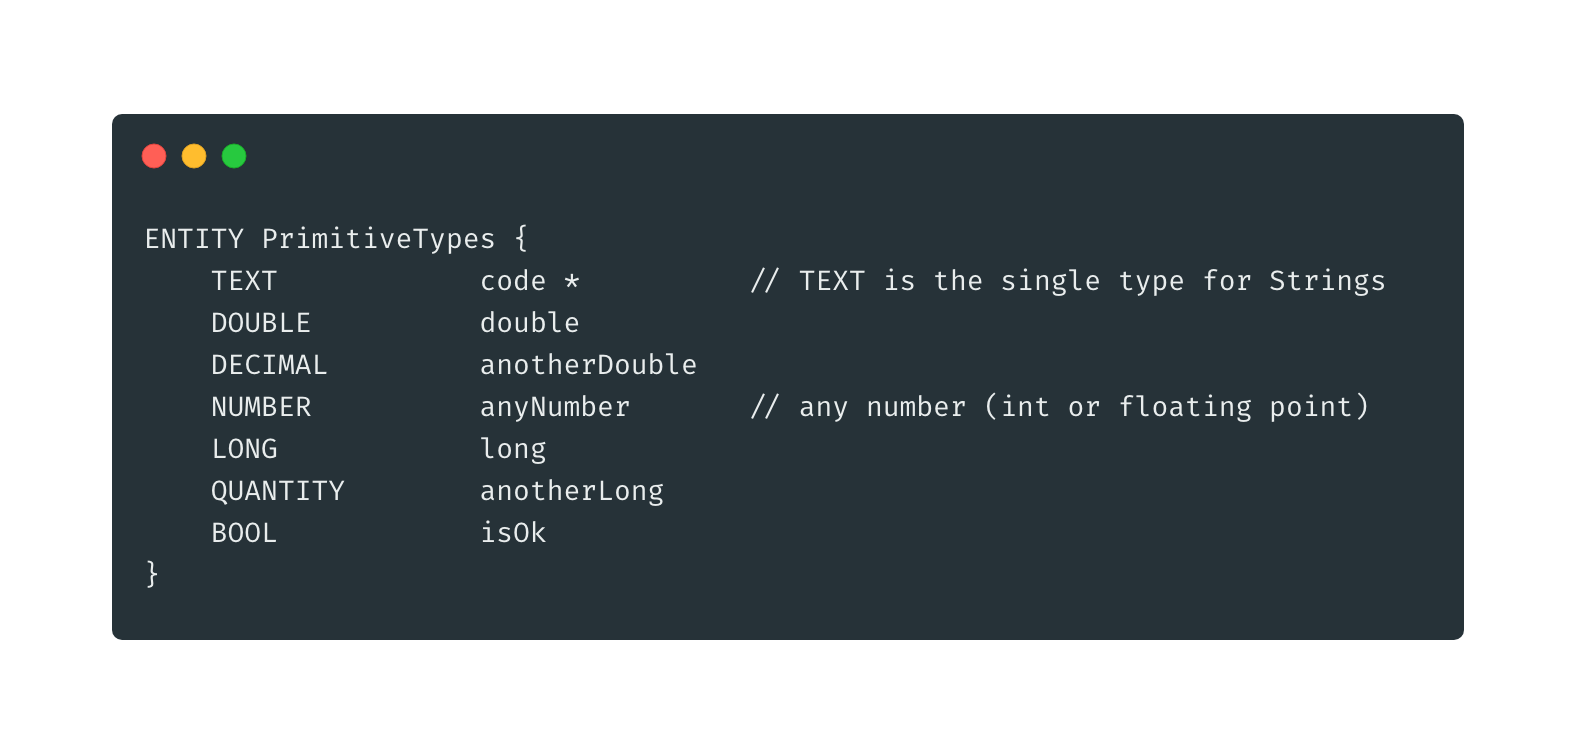 ENTITY PrimitiveTypes {
    TEXT            code *          // TEXT is the single type for Strings
    DOUBLE          double
    DECIMAL         anotherDouble
    NUMBER          anyNumber       // any number (int or floating point)
    LONG            long
    QUANTITY        anotherLong
    BOOL            isOk
}